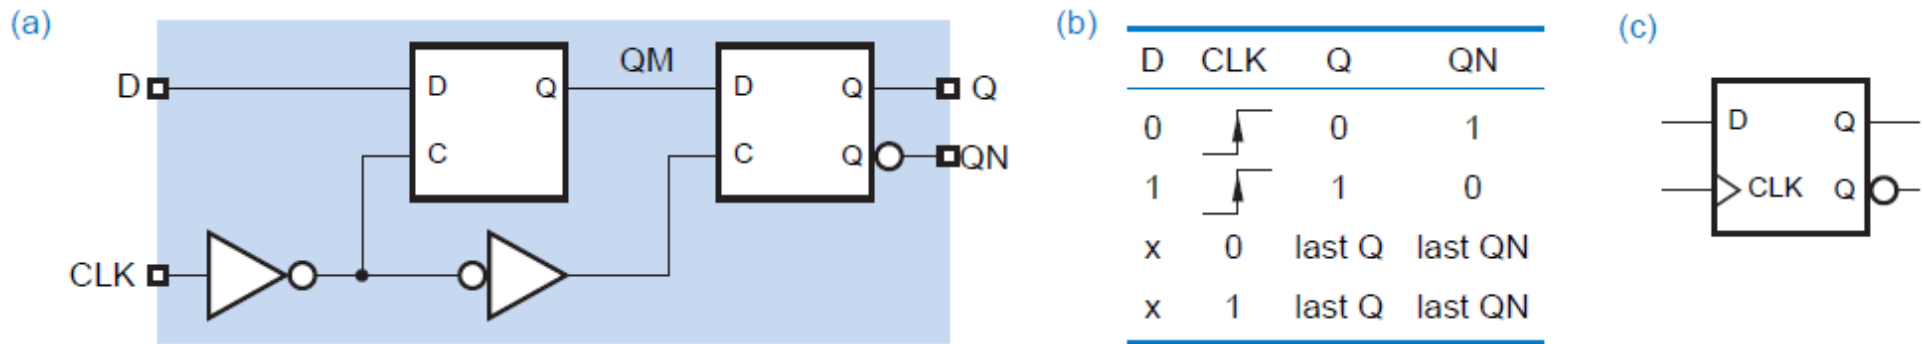 (a)
QM
D
D Q
D Q
Q
C
C Q
QN
CLK
(b)
D CLK Q QN
0 0 1
1 1 0
x 0 last Q last QN
x 1 last Q last QN
(c)
D Q
CLK Q